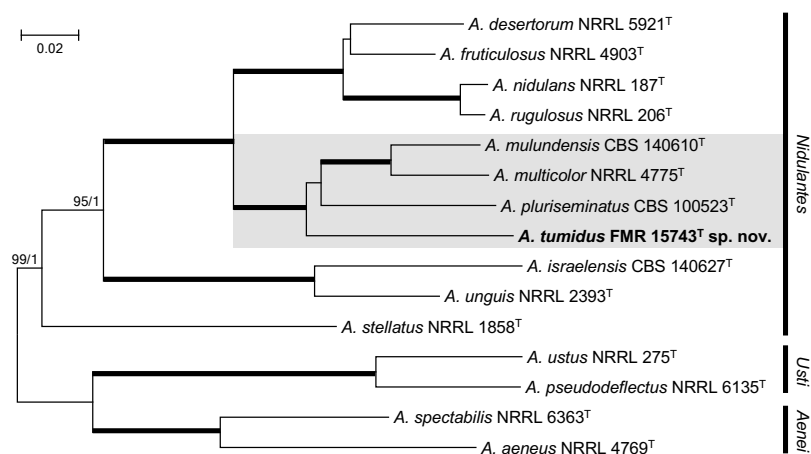 A. desertorum NRRL 5921ᵀ
0.02
A. fruticulosus NRRL 4903ᵀ
A. nidulans NRRL 187ᵀ
A. rugulosus NRRL 206ᵀ
A. mulundensis CBS 140610ᵀ
A. multicolor NRRL 4775ᵀ
95/1
A. pluriseminatus CBS 100523ᵀ
A. tumidus FMR 15743ᵀ sp. nov.
99/1
A. israelensis CBS 140627ᵀ
A. unguis NRRL 2393ᵀ
A. stellatus NRRL 1858ᵀ
Nidulantes
A. ustus NRRL 275ᵀ
A. pseudodeflectus NRRL 6135ᵀ
Usti
A. spectabilis NRRL 6363ᵀ
A. aeneus NRRL 4769ᵀ
Aenei